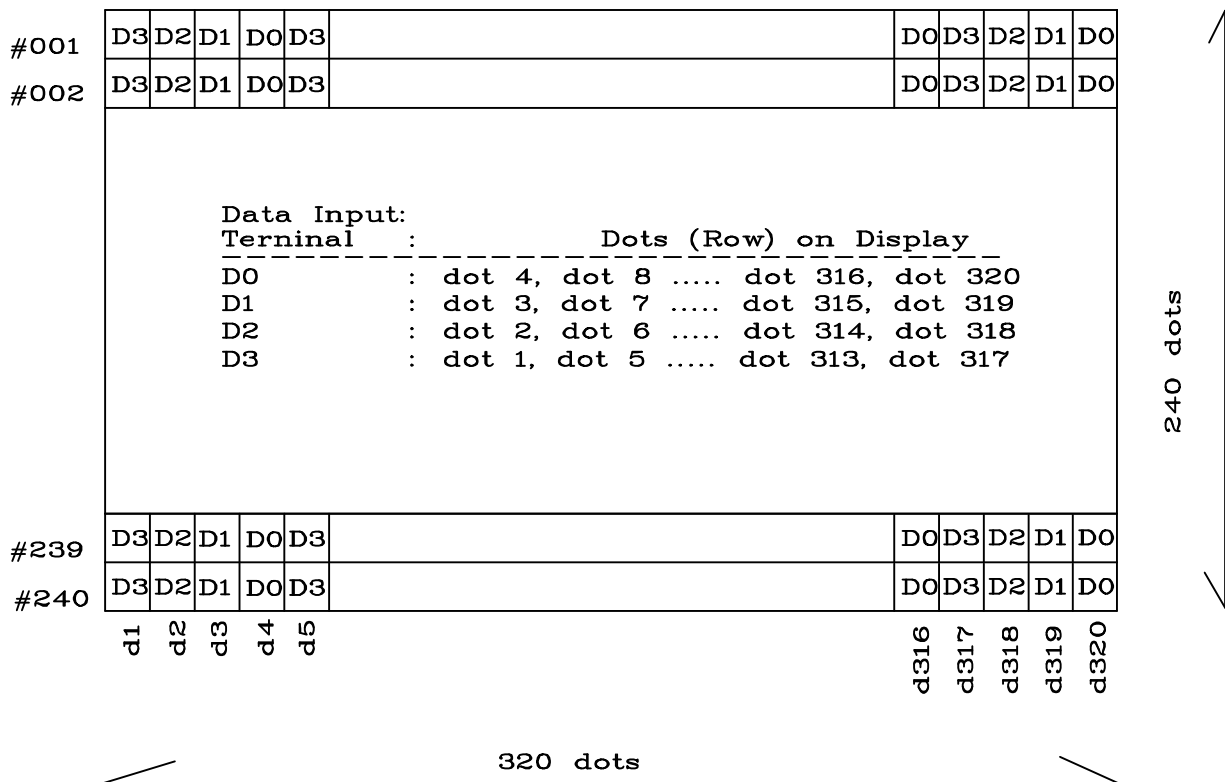 #001 D3 D2 D1 D0 D3 D0 D3 D2 D1 D0
#002 D3 D2 D1 D0 D3 D0 D3 D2 D1 D0
Data Input:
Terninal : Dots (Row) on Display
D0 : dot 4, dot 8 ..... dot 316, dot 320
D1 : dot 3, dot 7 ..... dot 315, dot 319
D2 : dot 2, dot 6 ..... dot 314, dot 318
D3 : dot 1, dot 5 ..... dot 313, dot 317
240 dots
#239 D3 D2 D1 D0 D3 D0 D3 D2 D1 D0
#240 D3 D2 D1 D0 D3 D0 D3 D2 D1 D0
d1 d2 d3 d4 d5 d316 d317 d318 d319 d320
320 dots